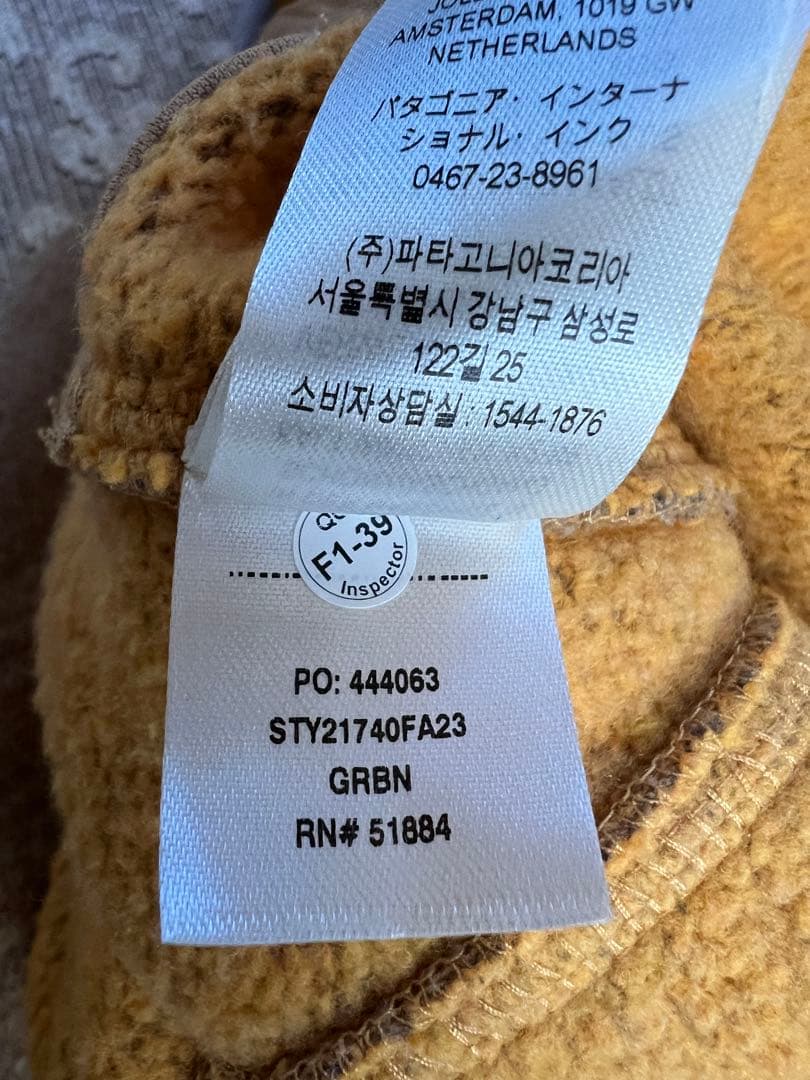 AMSTERDAM, 1019 GW
NETHERLANDS
パタゴニア・インターナ
ショナル・インク
0467-23-8961
(주)파타고니아코리아
서울특별시 강남구 삼성로
122길 25
소비자상담실 : 1544-1876
F1-39
Inspector
PO: 444063
STY21740FA23
GRBN
RN# 51884